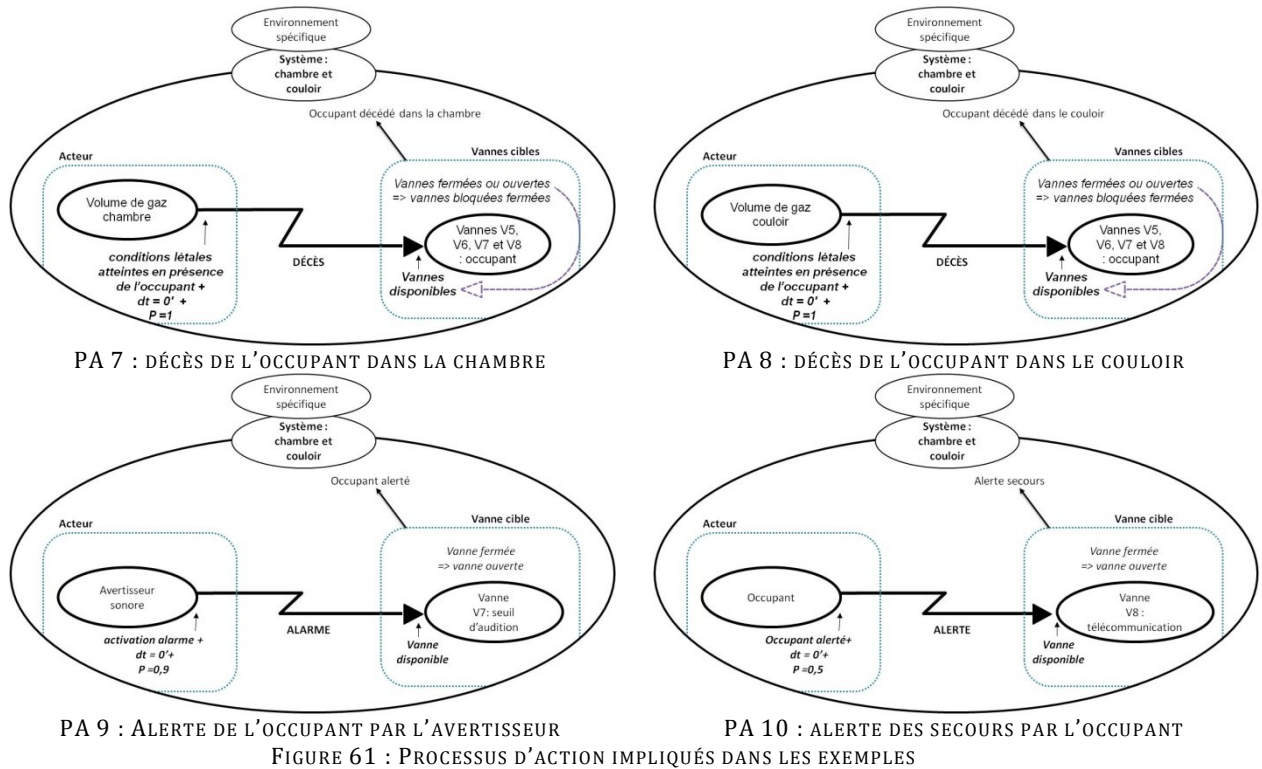 Environnement
spécifique
Système :
chambre et
couloir
Occupant décédé dans la chambre
Acteur
Vannes cibles
Volume de gaz
chambre
Vannes fermées ou ouvertes
=> vannes bloquées fermées
Vannes V5,
V6, V7 et V8
: occupant
conditions létales
atteintes en présence
de l'occupant +
dt = 0' +
P =1
DÉCÈS
Vannes
disponibles
PA 7 : DÉCÈS DE L'OCCUPANT DANS LA CHAMBRE
Environnement
spécifique
Système :
chambre et
couloir
Occupant décédé dans le couloir
Acteur
Vannes cibles
Volume de gaz
couloir
Vannes fermées ou ouvertes
=> vannes bloquées fermées
Vannes V5,
V6, V7 et V8
: occupant
conditions létales
atteintes en présence
de l'occupant +
dt = 0' +
P =1
DÉCÈS
Vannes
disponibles
PA 8 : DÉCÈS DE L'OCCUPANT DANS LE COULOIR
Environnement
spécifique
Système :
chambre et
couloir
Occupant alerté
Acteur
Vanne cible
Avertisseur
sonore
Vanne fermée
=> vanne ouverte
Vanne
V7: seuil
d'audition
activation alarme +
dt = 0'+
P =0,9
ALARME
Vanne
disponible
PA 9 : ALERTE DE L'OCCUPANT PAR L'AVERTISSEUR
Environnement
spécifique
Système :
chambre et
couloir
Alerte secours
Acteur
Vanne cible
Occupant
Vanne fermée
=> vanne ouverte
Vanne
V8 :
télécommunication
Occupant alerté+
dt = 0'+
P =0,5
ALERTE
Vanne
disponible
PA 10 : ALERTE DES SECOURS PAR L'OCCUPANT
FIGURE 61 : PROCESSUS D'ACTION IMPLIQUÉS DANS LES EXEMPLES